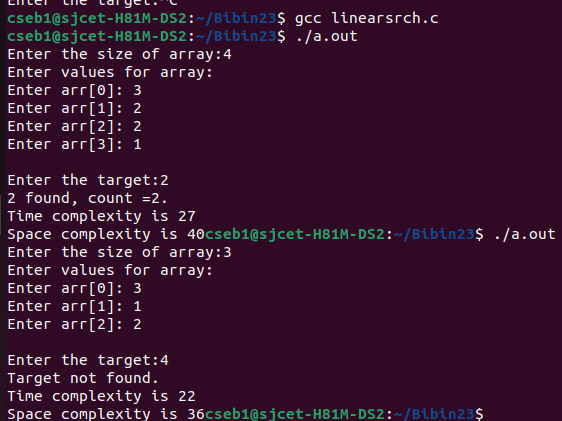 Enter the target:^C
cseb1@sjcet-H81M-DS2:~/Bibin23$ gcc linearsrch.c
cseb1@sjcet-H81M-DS2:~/Bibin23$ ./a.out
Enter the size of array:4
Enter values for array:
Enter arr[0]: 3
Enter arr[1]: 2
Enter arr[2]: 2
Enter arr[3]: 1
Enter the target:2
2 found, count =2.
Time complexity is 27
Space complexity is 40cseb1@sjcet-H81M-DS2:~/Bibin23$ ./a.out
Enter the size of array:3
Enter values for array:
Enter arr[0]: 3
Enter arr[1]: 1
Enter arr[2]: 2
Enter the target:4
Target not found.
Time complexity is 22
Space complexity is 36cseb1@sjcet-H81M-DS2:~/Bibin23$